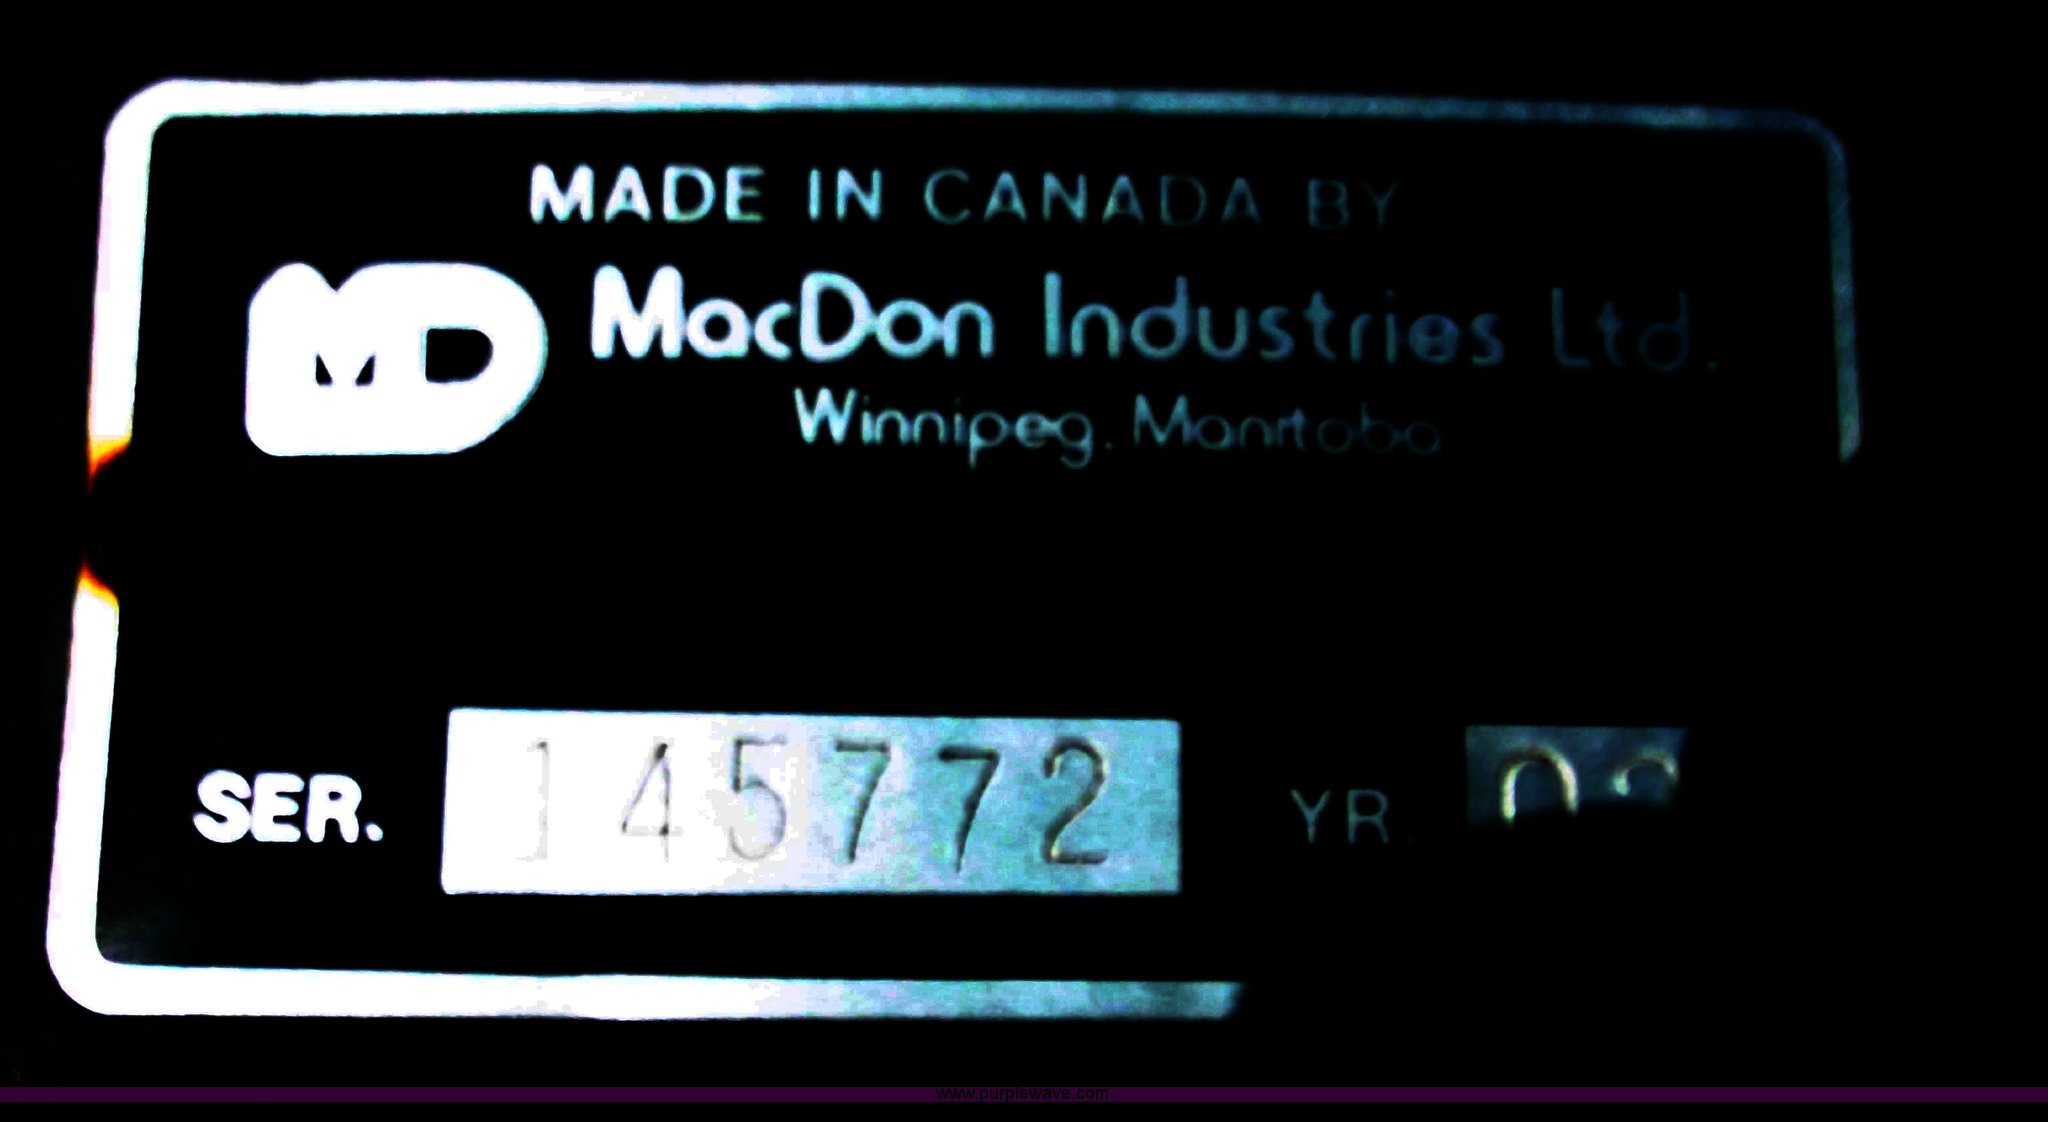 MADE IN CANADA BY
MD
MacDon Industries Ltd.
Winnipeg, Manitoba
SER. 145772 YR.
www.purplewave.com